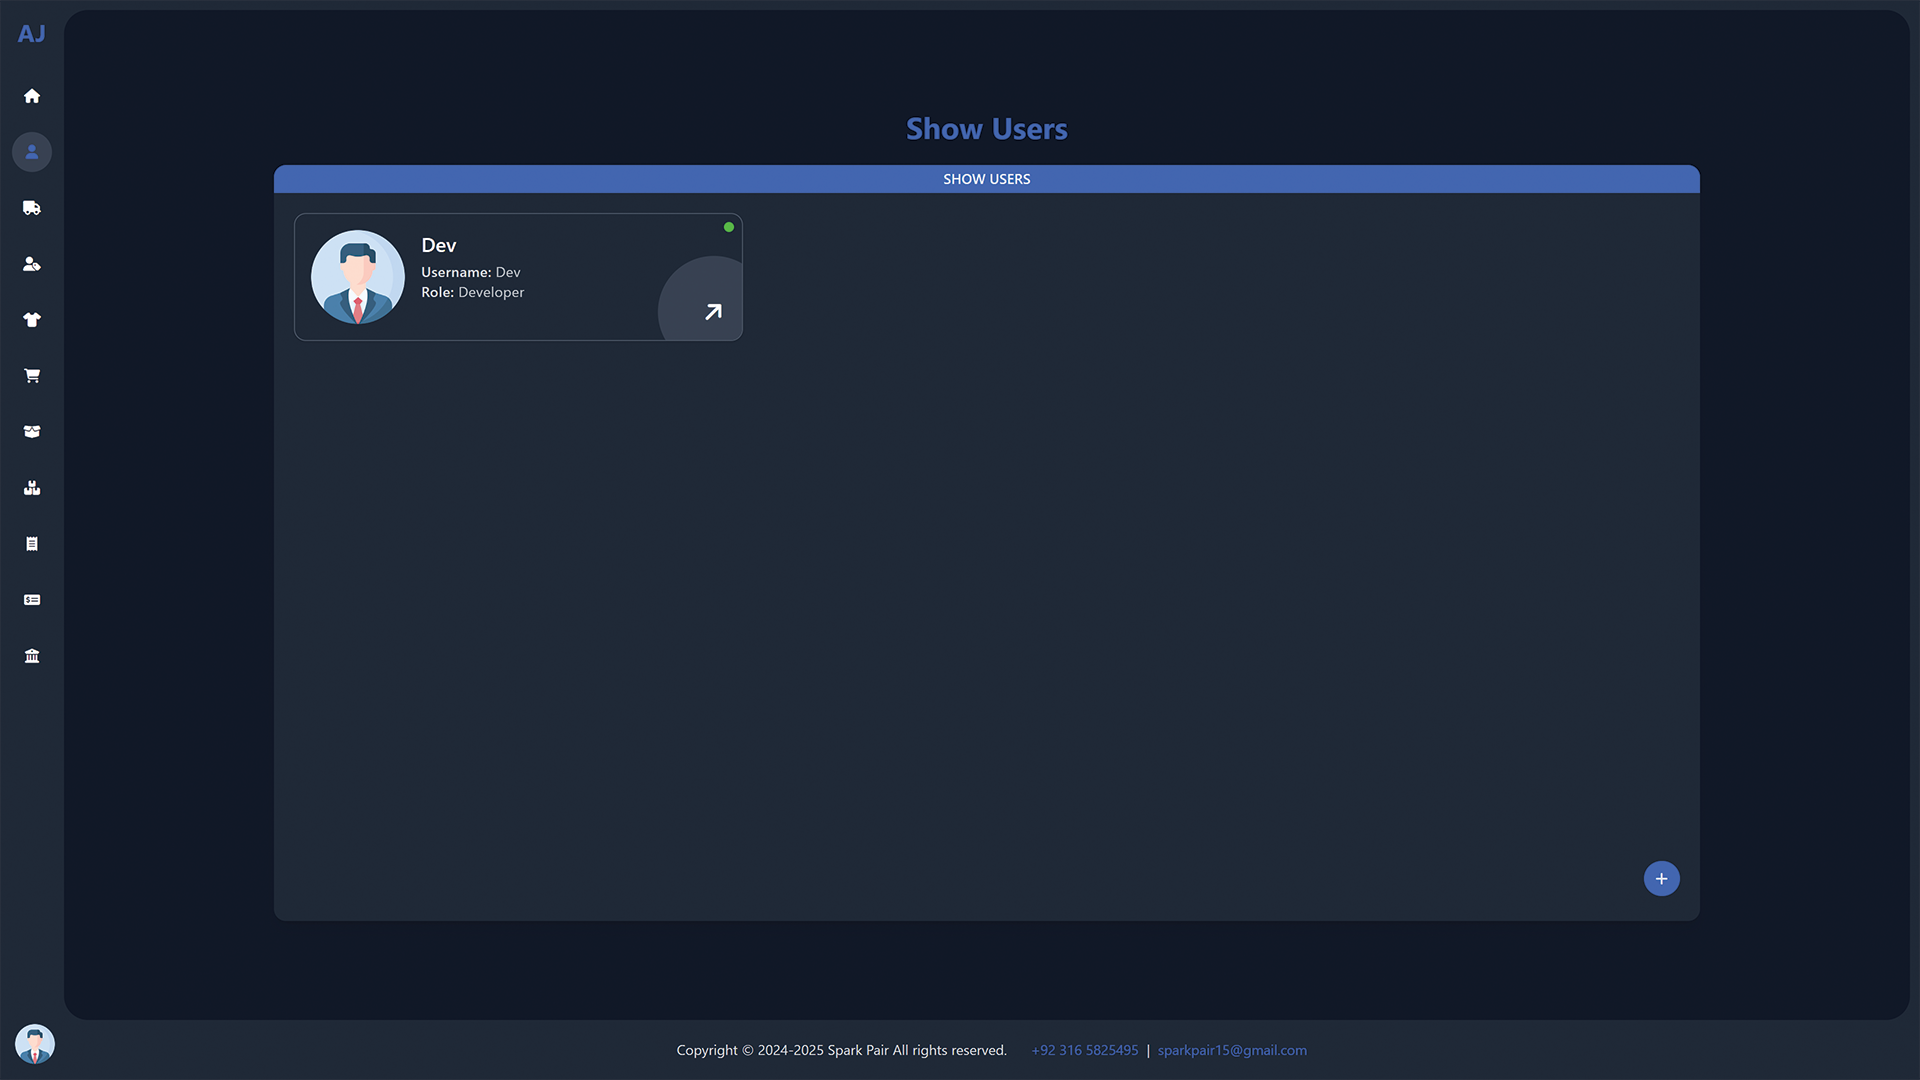 AJ
Show Users
SHOW USERS
Dev
Username: Dev
Role: Developer
Copyright © 2024-2025 Spark Pair All rights reserved. +92 316 5825495 | sparkpair15@gmail.com